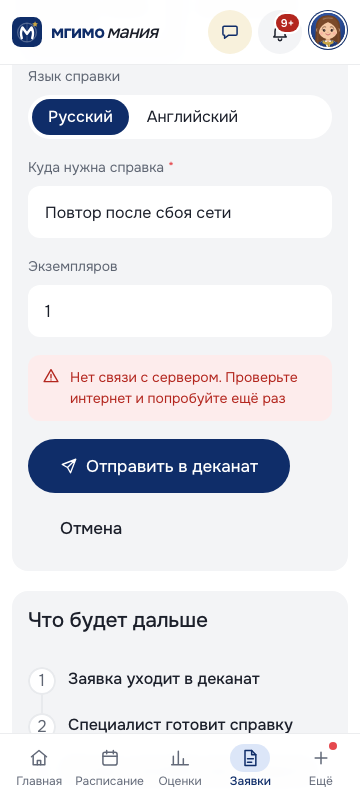 мгимо мания
9+
Язык справки
Русский
Английский
Куда нужна справка *
Повтор после сбоя сети
Экземпляров
1
Нет связи с сервером. Проверьте
интернет и попробуйте ещё раз
Отправить в деканат
Отмена
Что будет дальше
1 Заявка уходит в деканат
2 Специалист готовит справку
Главная
Расписание
Оценки
Заявки
Ещё